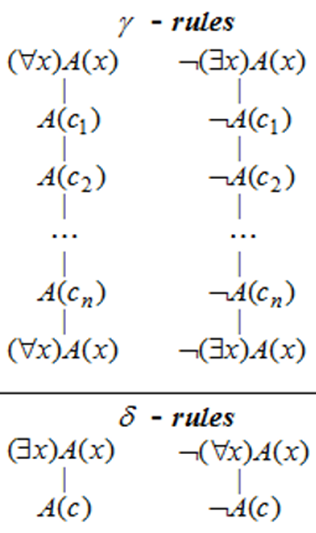 γ - rules
(∀x)A(x) ¬(∃x)A(x)
A(c₁) ¬A(c₁)
A(c₂) ¬A(c₂)
... ...
A(cₙ) ¬A(cₙ)
(∀x)A(x) ¬(∃x)A(x)
δ - rules
(∃x)A(x) ¬(∀x)A(x)
A(c) ¬A(c)